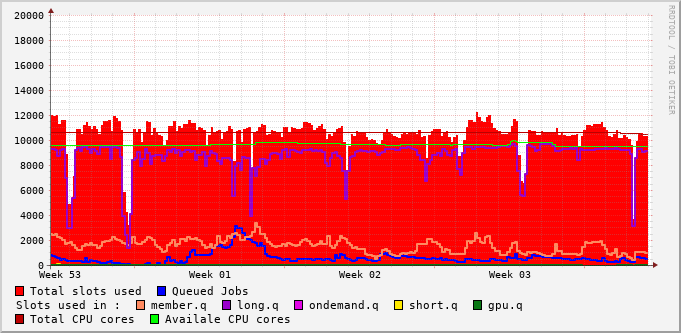 20000
18000
16000
14000
12000
10000
8000
6000
4000
2000
0
Week 53 Week 01 Week 02 Week 03
Total slots used Queued Jobs
Slots used in : member.q long.q ondemand.q short.q gpu.q
Total CPU cores Availale CPU cores
RRDTOOL / TOBI OETIKER